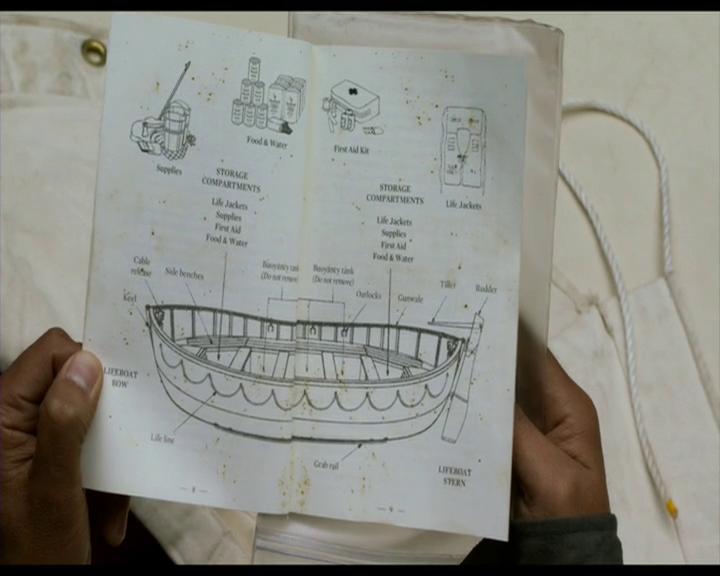 Supplies
Food & Water
First Aid Kit
Life Jackets
STORAGE
COMPARTMENTS
Life Jackets
Supplies
First Aid
Food & Water
STORAGE
COMPARTMENTS
Life Jackets
Supplies
First Aid
Food & Water
Cable
release
Side benches
Buoyancy tank
(Do not remove)
Buoyancy tank
(Do not remove)
Oarlocks
Gunwale
Tiller
Rudder
Keel
LIFEBOAT
BOW
Life line
Grab rail
LIFEBOAT
STERN
— 8 —
— 9 —